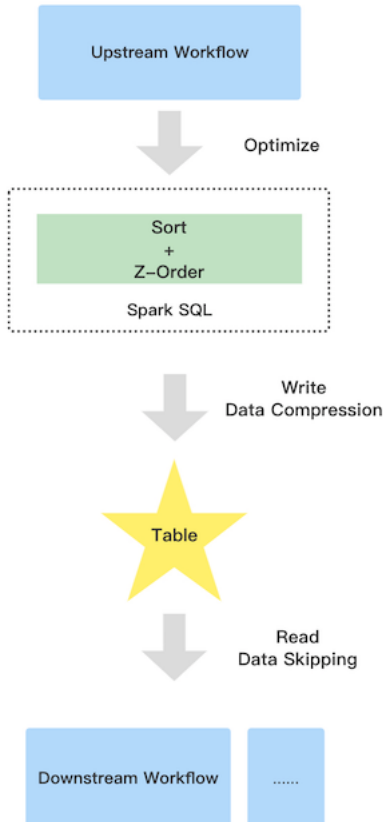 Upstream Workflow
Optimize
Sort
+
Z-Order
Spark SQL
Write
Data Compression
Table
Read
Data Skipping
Downstream Workflow
......